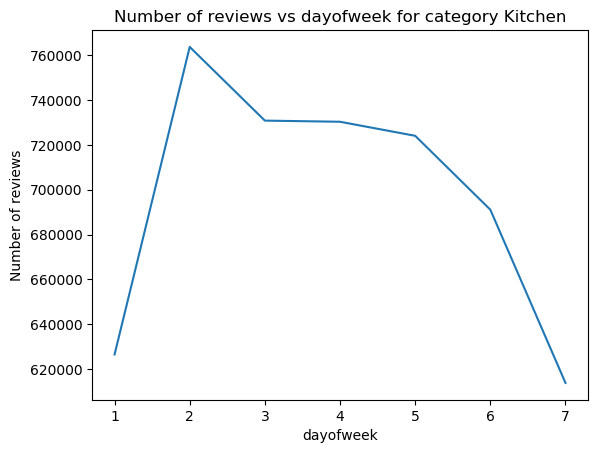 Number of reviews vs dayofweek for category Kitchen
760000
740000
720000
700000
680000
660000
640000
620000
Number of reviews
1 2 3 4 5 6 7
dayofweek